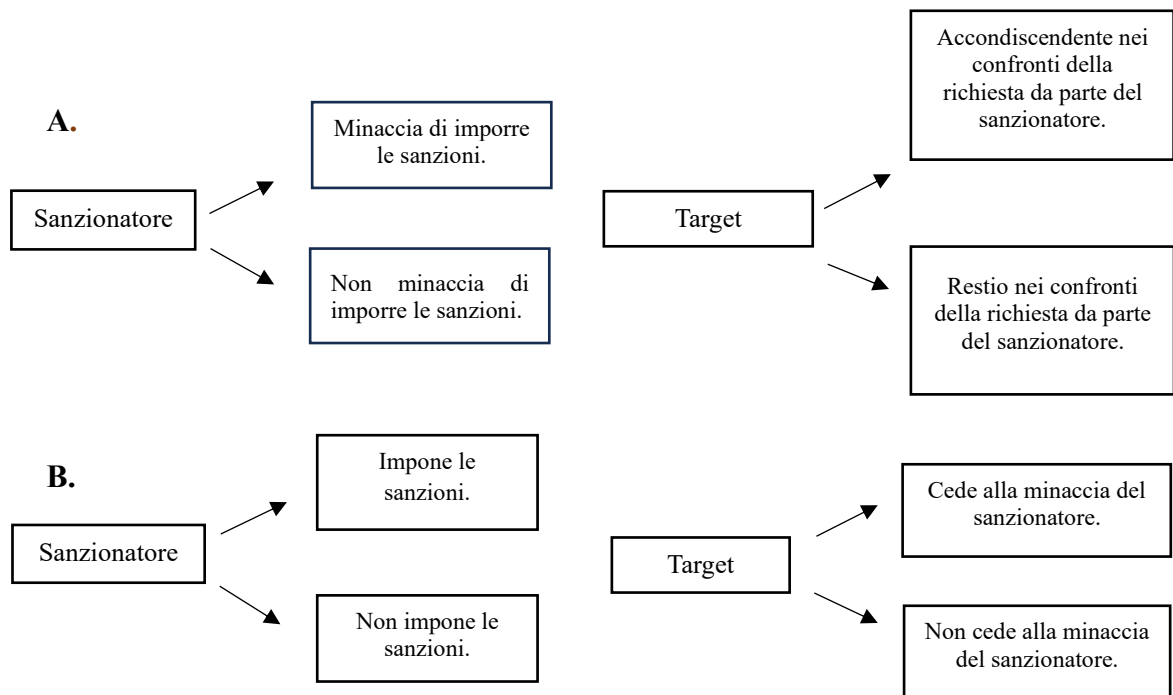 A.
Sanzionatore
Minaccia di imporre
le sanzioni.
Non minaccia di
imporre le sanzioni.
Target
Accondiscendente nei
confronti della
richiesta da parte del
sanzionatore.
Restio nei confronti
della richiesta da parte
del sanzionatore.
B.
Sanzionatore
Impone le
sanzioni.
Non impone le
sanzioni.
Target
Cede alla minaccia del
sanzionatore.
Non cede alla minaccia
del sanzionatore.